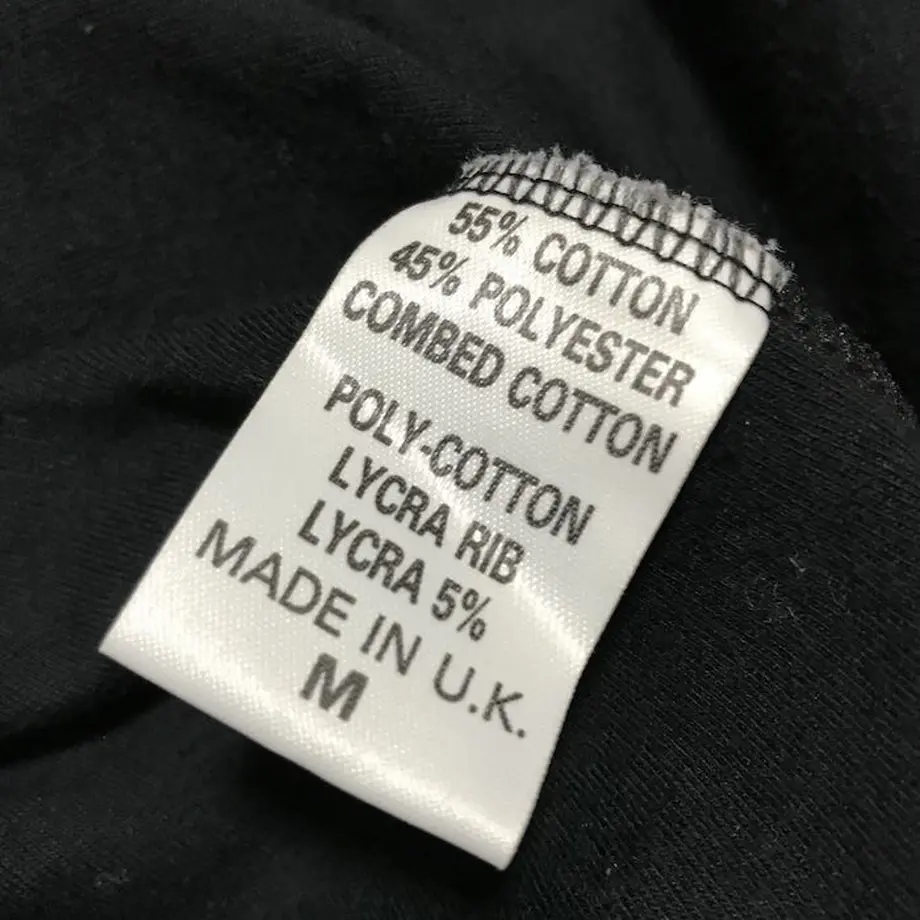 55% COTTON
45% POLYESTER
COMBED COTTON
POLY-COTTON
LYCRA RIB
LYCRA 5%
MADE IN U.K.
M